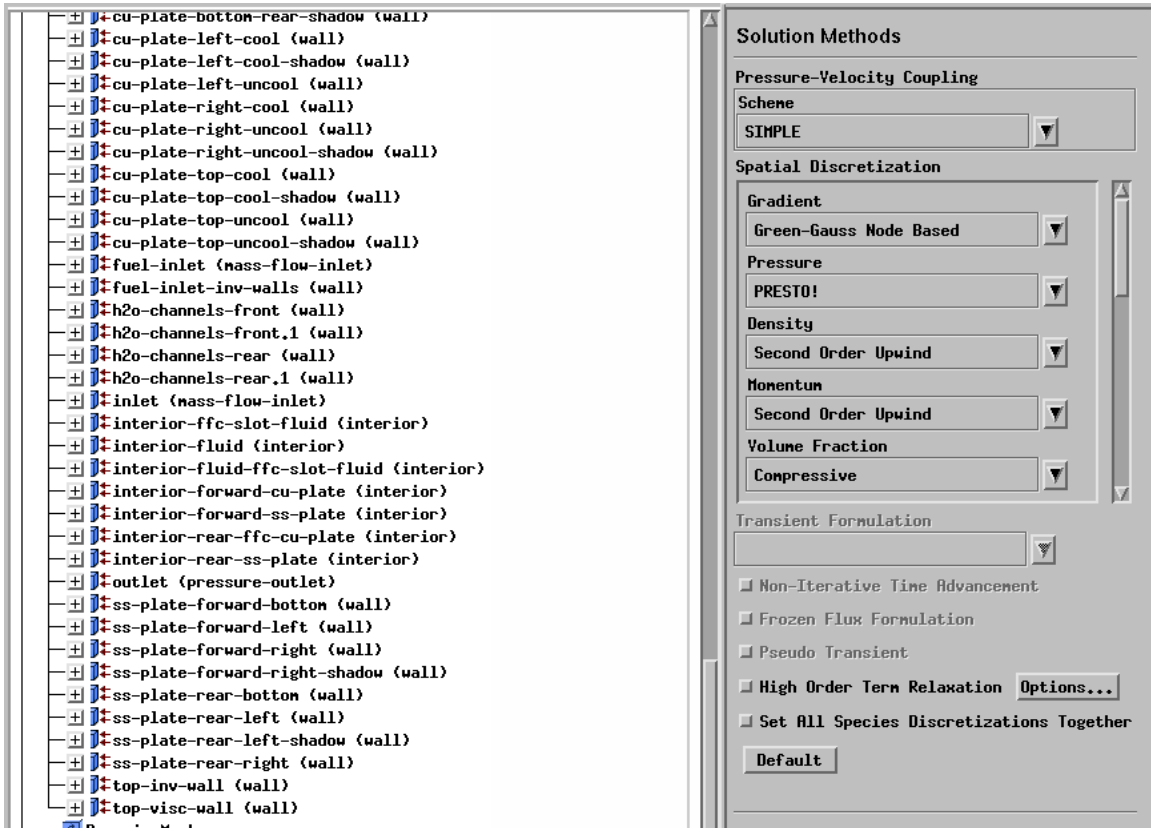 cu-plate-bottom-rear-shadow (wall)
cu-plate-left-cool (wall)
cu-plate-left-cool-shadow (wall)
cu-plate-left-uncool (wall)
cu-plate-right-cool (wall)
cu-plate-right-uncool (wall)
cu-plate-right-uncool-shadow (wall)
cu-plate-top-cool (wall)
cu-plate-top-cool-shadow (wall)
cu-plate-top-uncool (wall)
cu-plate-top-uncool-shadow (wall)
fuel-inlet (mass-flow-inlet)
fuel-inlet-inv-walls (wall)
h2o-channels-front (wall)
h2o-channels-front.1 (wall)
h2o-channels-rear (wall)
h2o-channels-rear.1 (wall)
inlet (mass-flow-inlet)
interior-ffc-slot-fluid (interior)
interior-fluid (interior)
interior-fluid-ffc-slot-fluid (interior)
interior-forward-cu-plate (interior)
interior-forward-ss-plate (interior)
interior-rear-ffc-cu-plate (interior)
interior-rear-ss-plate (interior)
outlet (pressure-outlet)
ss-plate-forward-bottom (wall)
ss-plate-forward-left (wall)
ss-plate-forward-right (wall)
ss-plate-forward-right-shadow (wall)
ss-plate-rear-bottom (wall)
ss-plate-rear-left (wall)
ss-plate-rear-left-shadow (wall)
ss-plate-rear-right (wall)
top-inv-wall (wall)
top-visc-wall (wall)
Solution Methods
Pressure-Velocity Coupling
Scheme
SIMPLE
Spatial Discretization
Gradient
Green-Gauss Node Based
Pressure
PRESTO!
Density
Second Order Upwind
Momentum
Second Order Upwind
Volume Fraction
Compressive
Transient Formulation
Non-Iterative Time Advancement
Frozen Flux Formulation
Pseudo Transient
High Order Term Relaxation Options...
Set All Species Discretizations Together
Default